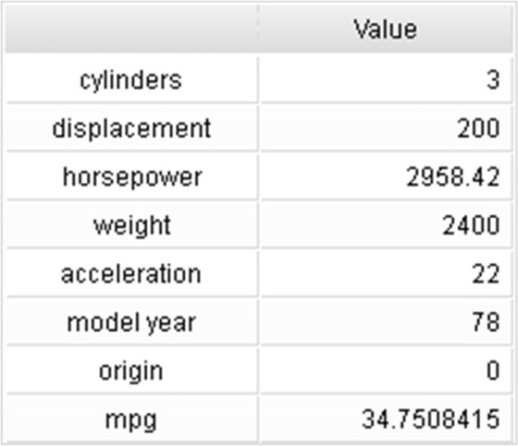 Value
cylinders 3
displacement 200
horsepower 2958.42
weight 2400
acceleration 22
model year 78
origin 0
mpg 34.7508415